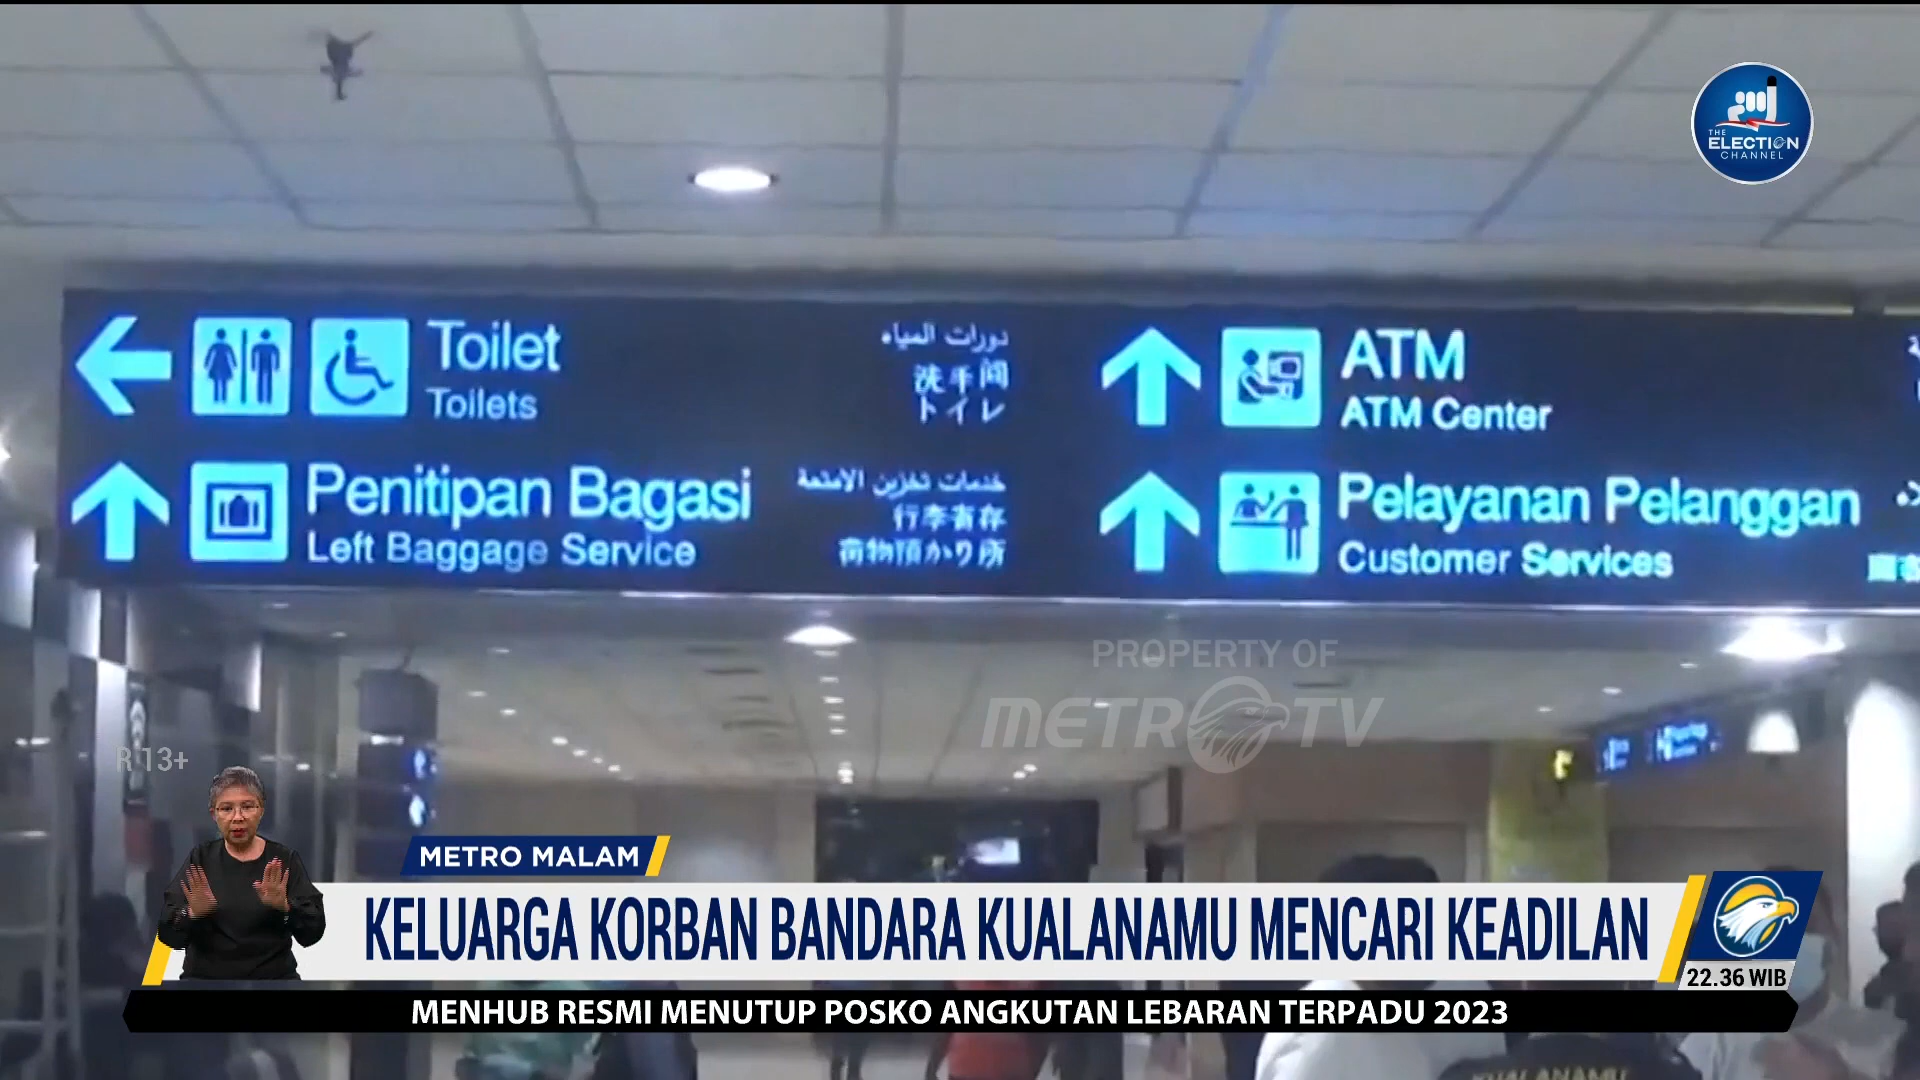 THE
ELECTION
CHANNEL
Toilet
Toilets
دورات المياه
洗手间
トイレ
Penitipan Bagasi
Left Baggage Service
خدمات تخزين الامتعة
行李寄存
荷物預かり所
ATM
ATM Center
Pelayanan Pelanggan
Customer Services
PROPERTY OF
METRO TV
R 13+
METRO MALAM
KELUARGA KORBAN BANDARA KUALANAMU MENCARI KEADILAN
22.36 WIB
MENHUB RESMI MENUTUP POSKO ANGKUTAN LEBARAN TERPADU 2023
KUALANAMU